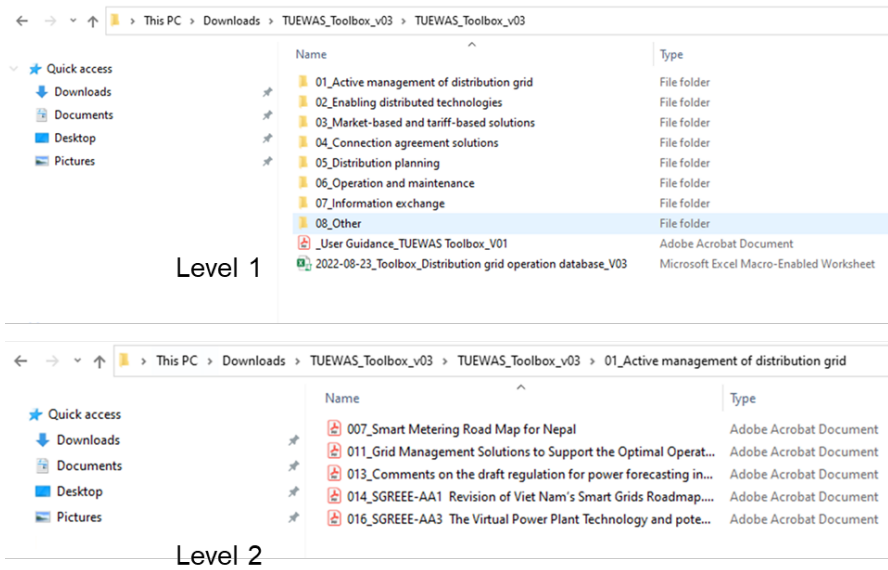 This PC > Downloads > TUEWAS_Toolbox_v03 > TUEWAS_Toolbox_v03
Name Type
Quick access
Downloads
Documents
Desktop
Pictures
01_Active management of distribution grid File folder
02_Enabling distributed technologies File folder
03_Market-based and tariff-based solutions File folder
04_Connection agreement solutions File folder
05_Distribution planning File folder
06_Operation and maintenance File folder
07_Information exchange File folder
08_Other File folder
_User Guidance_TUEWAS Toolbox_V01 Adobe Acrobat Document
2022-08-23_Toolbox_Distribution grid operation database_V03 Microsoft Excel Macro-Enabled Worksheet
Level 1
This PC > Downloads > TUEWAS_Toolbox_v03 > TUEWAS_Toolbox_v03 > 01_Active management of distribution grid
Name Type
Quick access
Downloads
Documents
Desktop
Pictures
007_Smart Metering Road Map for Nepal Adobe Acrobat Document
011_Grid Management Solutions to Support the Optimal Operat... Adobe Acrobat Document
013_Comments on the draft regulation for power forecasting in... Adobe Acrobat Document
014_SGREEE-AA1 Revision of Viet Nam's Smart Grids Roadmap.... Adobe Acrobat Document
016_SGREEE-AA3 The Virtual Power Plant Technology and pote... Adobe Acrobat Document
Level 2